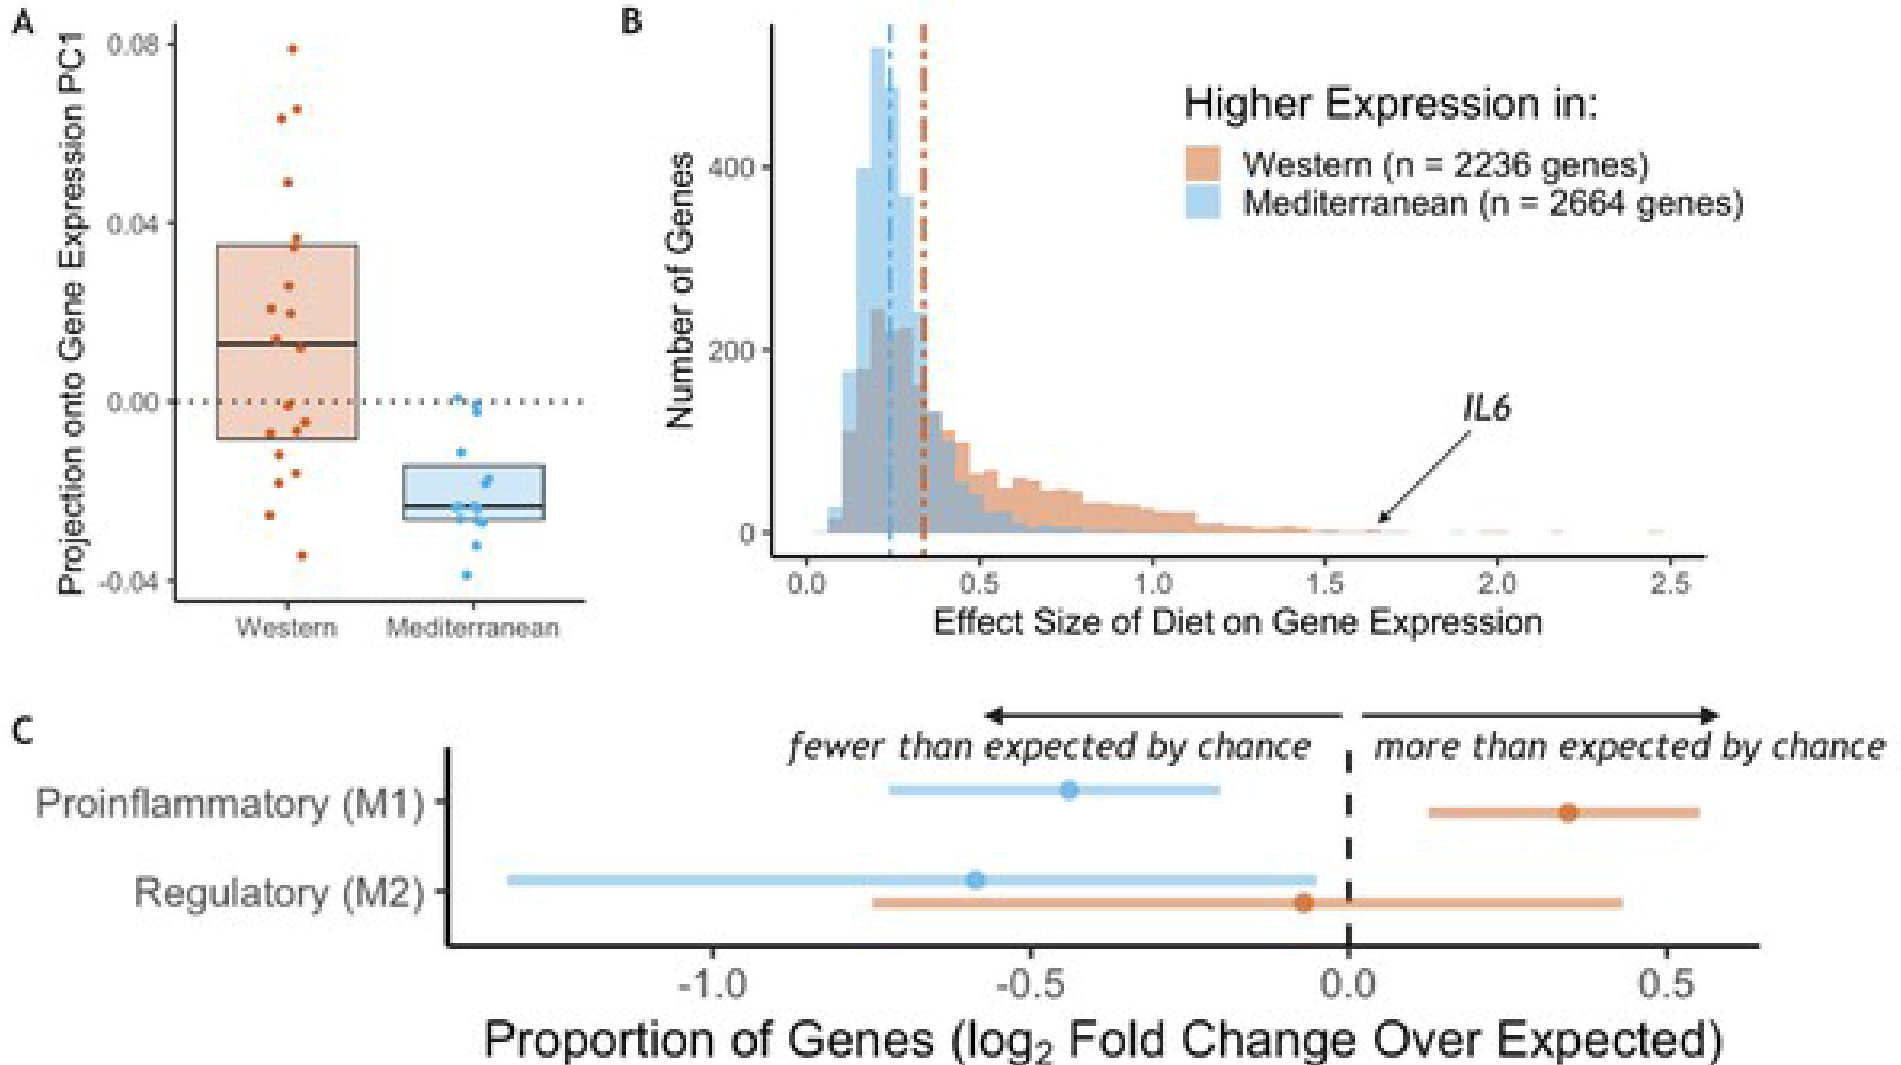 A
Projection onto Gene Expression PC1
0.08
0.04
0.00
-0.04
Western
Mediterranean
B
Number of Genes
400
200
0
Higher Expression in:
Western (n = 2236 genes)
Mediterranean (n = 2664 genes)
IL6
0.0
0.5
1.0
1.5
2.0
2.5
Effect Size of Diet on Gene Expression
C
fewer than expected by chance
more than expected by chance
Proinflammatory (M1)
Regulatory (M2)
-1.0
-0.5
0.0
0.5
Proportion of Genes (log₂ Fold Change Over Expected)